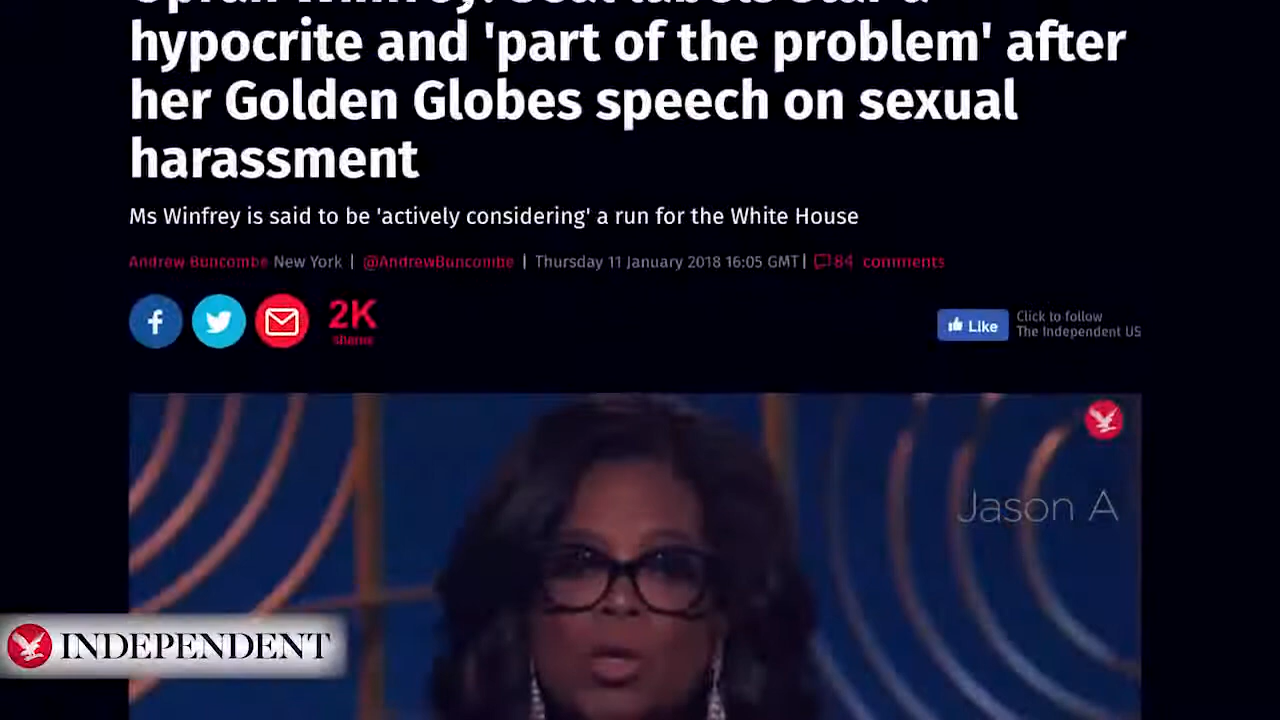 hypocrite and 'part of the problem' after
her Golden Globes speech on sexual
harassment
Ms Winfrey is said to be 'actively considering' a run for the White House
Andrew Buncombe New York | @AndrewBuncombe | Thursday 11 January 2018 16:05 GMT | 84 comments
2K
shares
Like
Click to follow
The Independent US
Jason A
INDEPENDENT